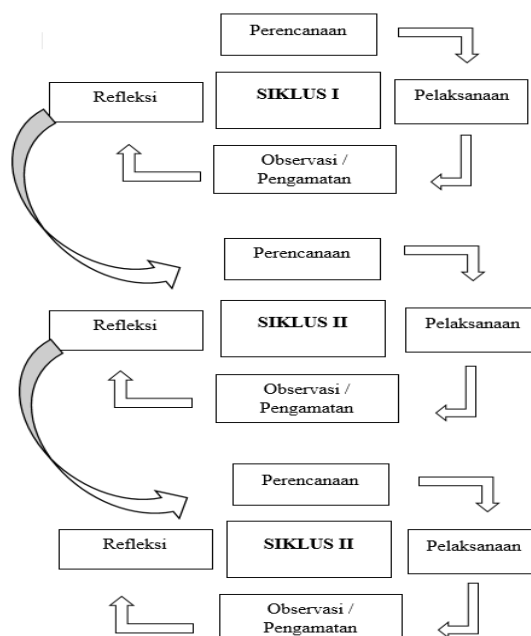 Perencanaan
Refleksi
SIKLUS I
Pelaksanaan
Observasi /
Pengamatan
Perencanaan
Refleksi
SIKLUS II
Pelaksanaan
Observasi /
Pengamatan
Perencanaan
Refleksi
SIKLUS II
Pelaksanaan
Observasi /
Pengamatan